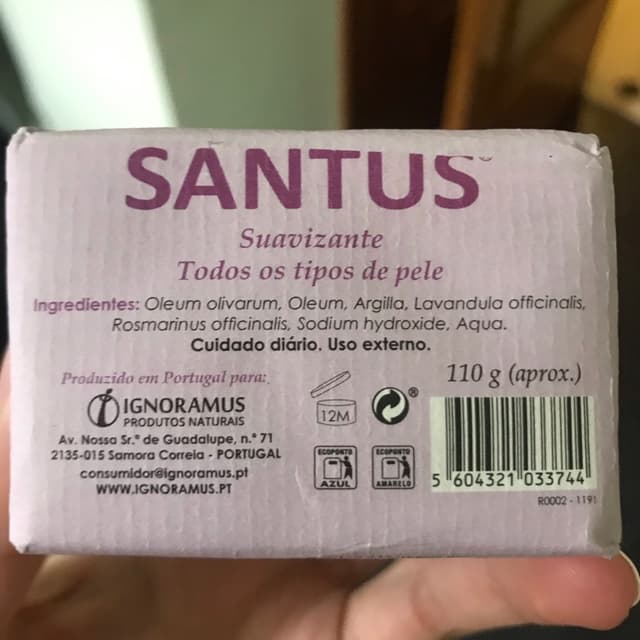 SANTUS®
Suavizante
Todos os tipos de pele
Ingredientes: Oleum olivarum, Oleum, Argilla, Lavandula officinalis,
Rosmarinus officinalis, Sodium hydroxide, Aqua.
Cuidado diário. Uso externo.
Produzido em Portugal para:
IGNORAMUS
PRODUTOS NATURAIS
Av. Nossa Sr.ª de Guadalupe, n.º 71
2135-015 Samora Correia - PORTUGAL
consumidor@ignoramus.pt
WWW.IGNORAMUS.PT
12M
®
ECOPONTO
AZUL
ECOPONTO
AMARELO
110 g (aprox.)
5 604321 033744
R0002 - 1191